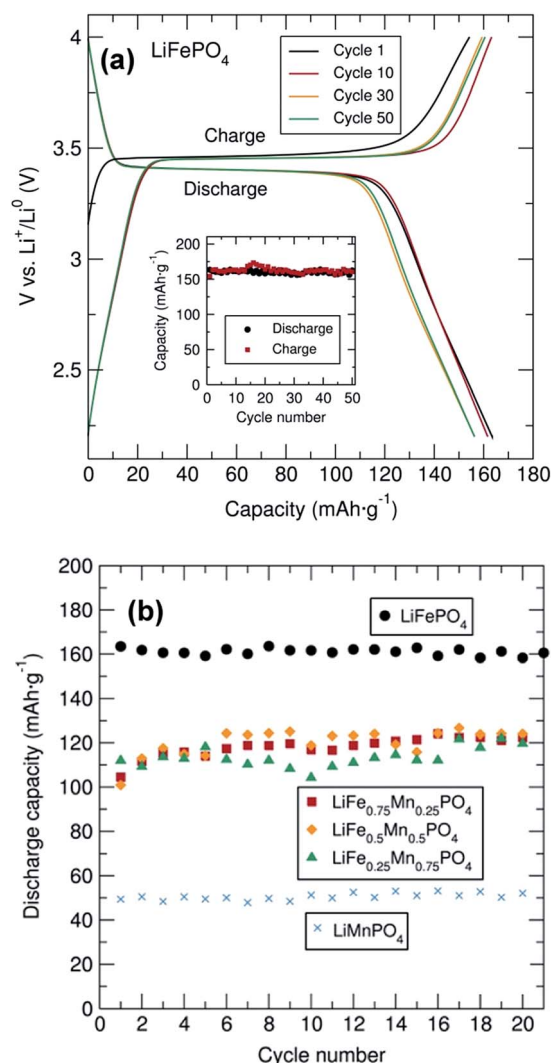 (a)
LiFePO4
Cycle 1
Cycle 10
Cycle 30
Cycle 50
Charge
Discharge
V vs. Li+/Li0 (V)
4
3.5
3
2.5
Capacity (mAh·g-1)
200
150
100
50
0
Discharge
Charge
0 10 20 30 40 50
Cycle number
0 20 40 60 80 100 120 140 160 180
Capacity (mAh·g-1)
(b)
LiFePO4
Discharge capacity (mAh·g-1)
200
180
160
140
120
100
80
60
40
20
0
LiFe0.75Mn0.25PO4
LiFe0.5Mn0.5PO4
LiFe0.25Mn0.75PO4
LiMnPO4
0 2 4 6 8 10 12 14 16 18 20
Cycle number